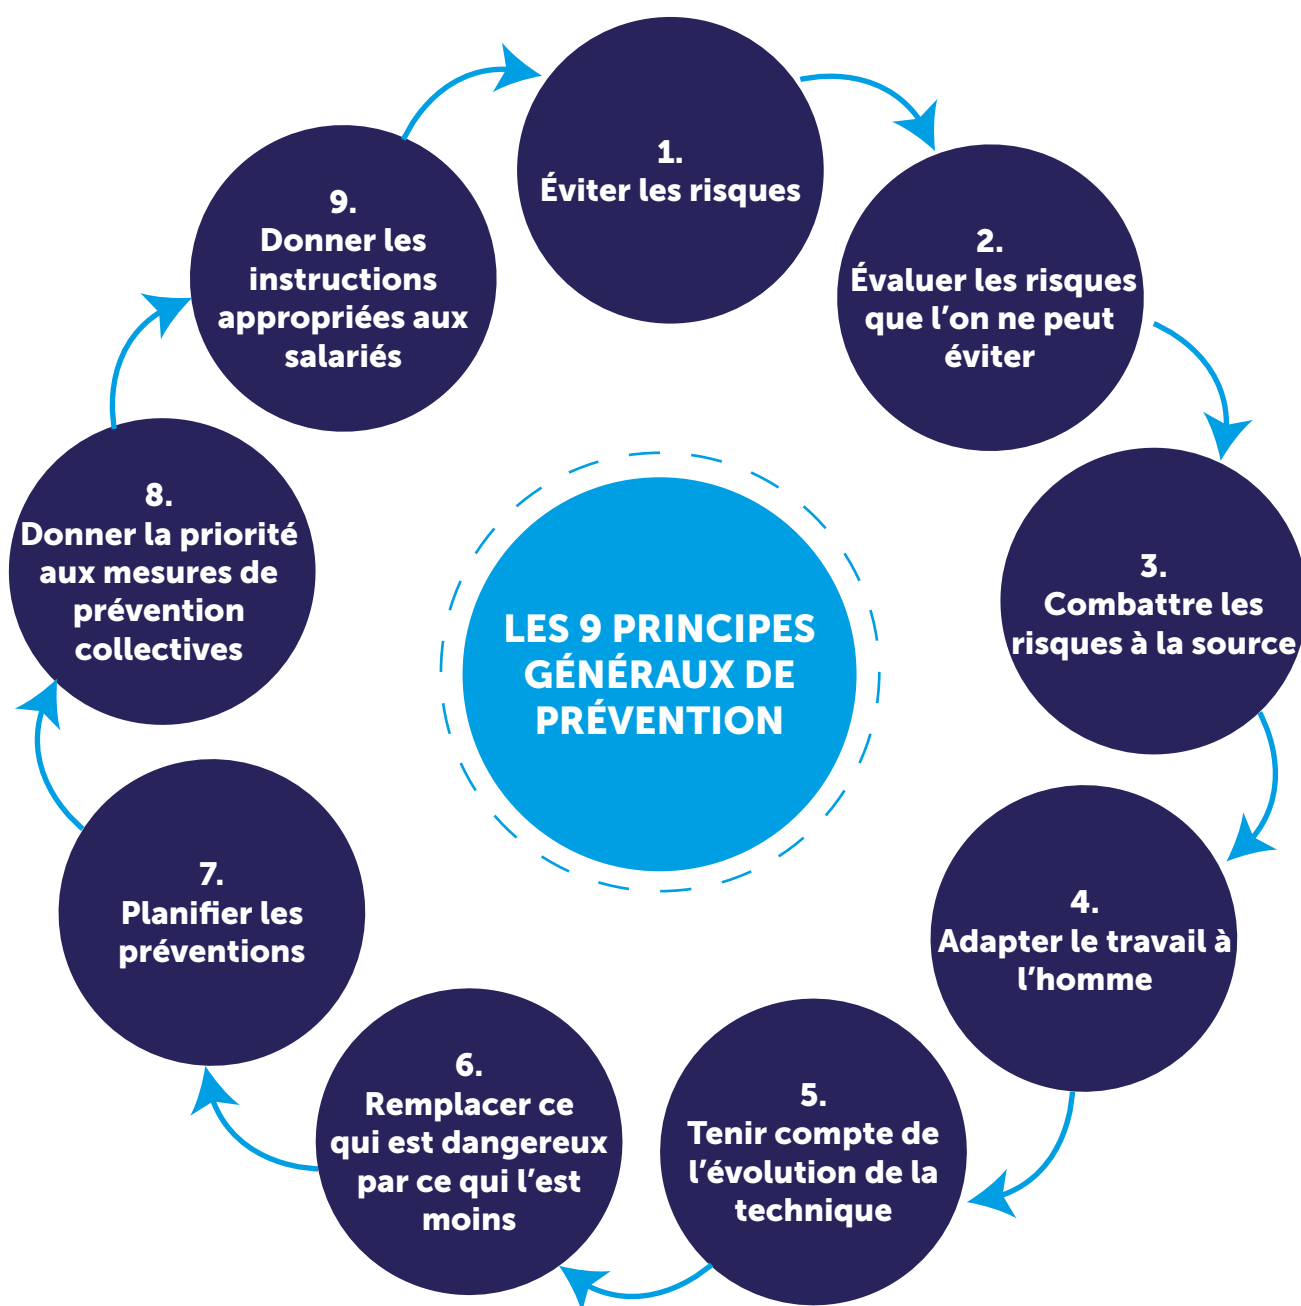 1.
Éviter les risques
2.
Évaluer les risques
que l’on ne peut
éviter
3.
Combattre les
risques à la source
4.
Adapter le travail à
l’homme
5.
Tenir compte de
l’évolution de la
technique
6.
Remplacer ce
qui est dangereux
par ce qui l’est
moins
7.
Planifier les
préventions
8.
Donner la priorité
aux mesures de
prévention
collectives
9.
Donner les
instructions
appropriées aux
salariés
LES 9 PRINCIPES
GÉNÉRAUX DE
PRÉVENTION